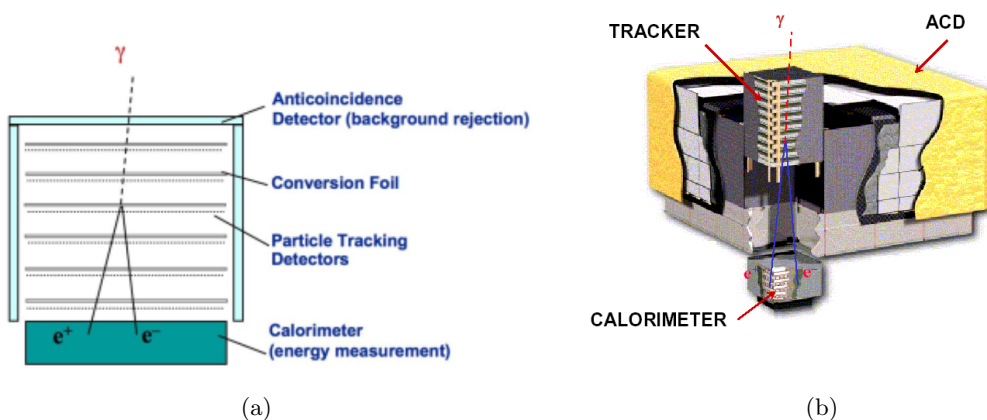 γ
Anticoincidence
Detector (background rejection)
Conversion Foil
Particle Tracking
Detectors
e+
e−
Calorimeter
(energy measurement)
(a)
γ
TRACKER
ACD
e
e−
CALORIMETER
(b)